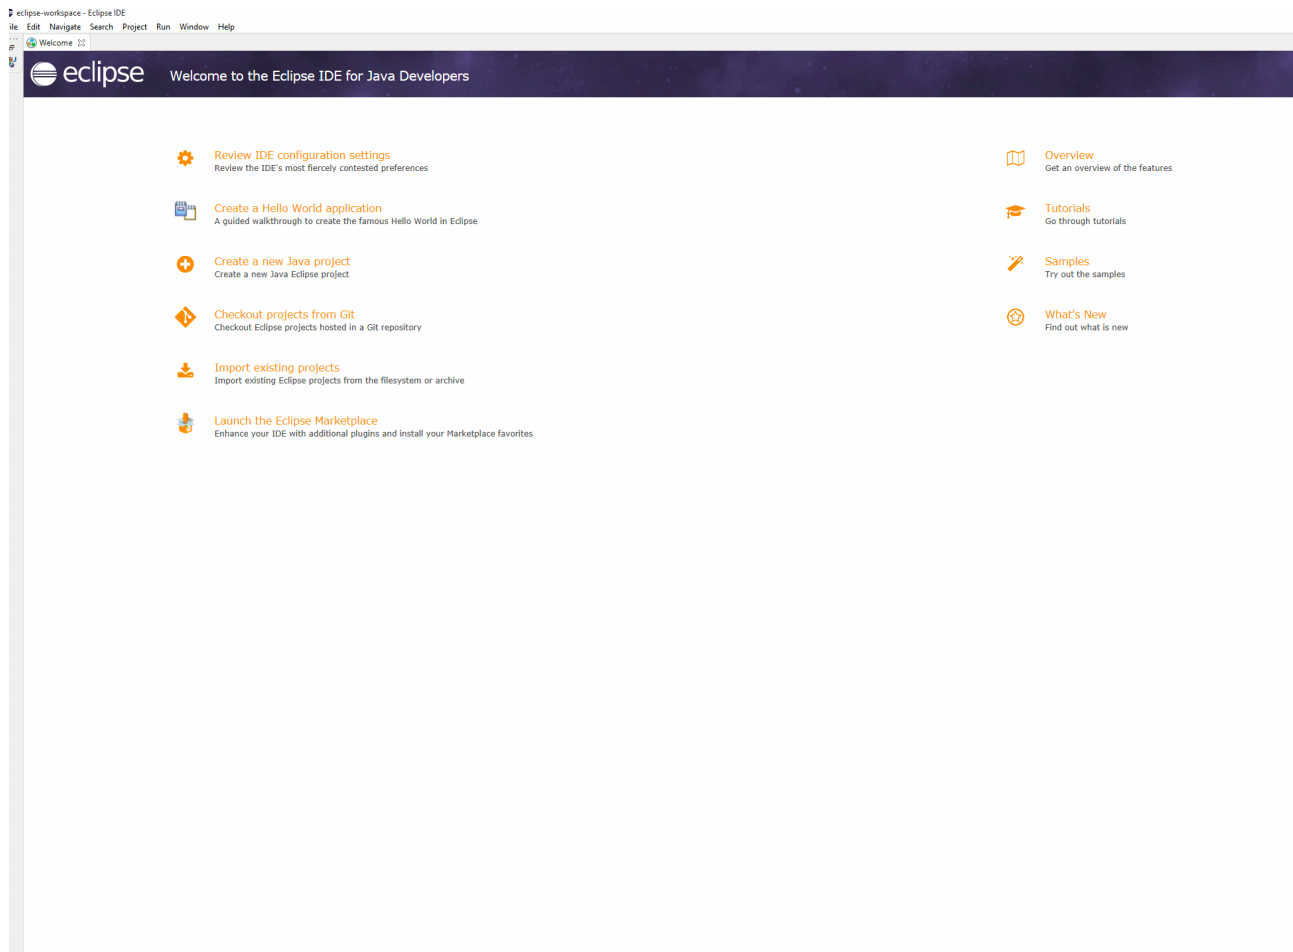 eclipse-workspace - Eclipse IDE
ile Edit Navigate Search Project Run Window Help
Welcome
eclipse Welcome to the Eclipse IDE for Java Developers
Review IDE configuration settings
Review the IDE's most fiercely contested preferences
Create a Hello World application
A guided walkthrough to create the famous Hello World in Eclipse
Create a new Java project
Create a new Java Eclipse project
Checkout projects from Git
Checkout Eclipse projects hosted in a Git repository
Import existing projects
Import existing Eclipse projects from the filesystem or archive
Launch the Eclipse Marketplace
Enhance your IDE with additional plugins and install your Marketplace favorites
Overview
Get an overview of the features
Tutorials
Go through tutorials
Samples
Try out the samples
What's New
Find out what is new